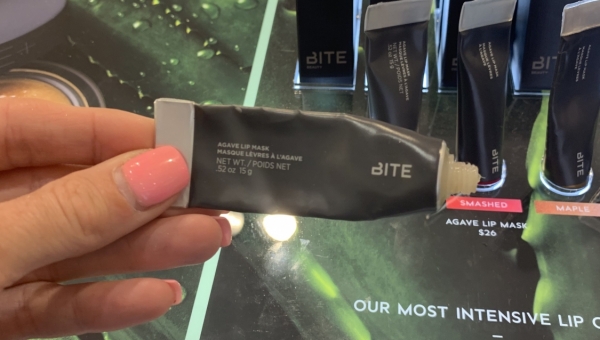 BITE
AGAVE LIP MASK
MASQUE LÈVRES À L'AGAVE
NET WT. / POIDS NET
.52 oz 15 g
BITE
BITE
BITE
BITE
SMASHED
MAPLE
AGAVE LIP MASK
$26
OUR MOST INTENSIVE LIP